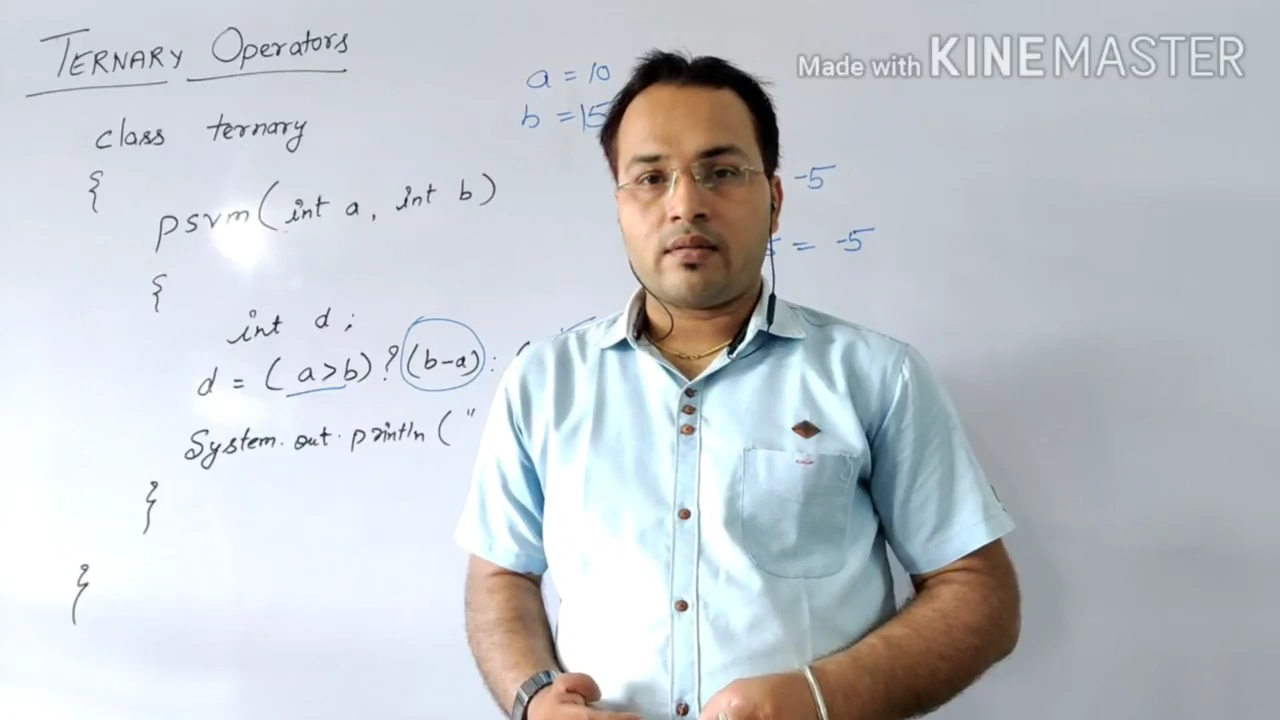 TERNARY Operators
Made with KINEMASTER
a = 10
b = 15
class ternary
{
psvm(int a, int b)
-5
{
= -5
int d;
d = (a>b)?(b-a):(
System.out.println("
}
}